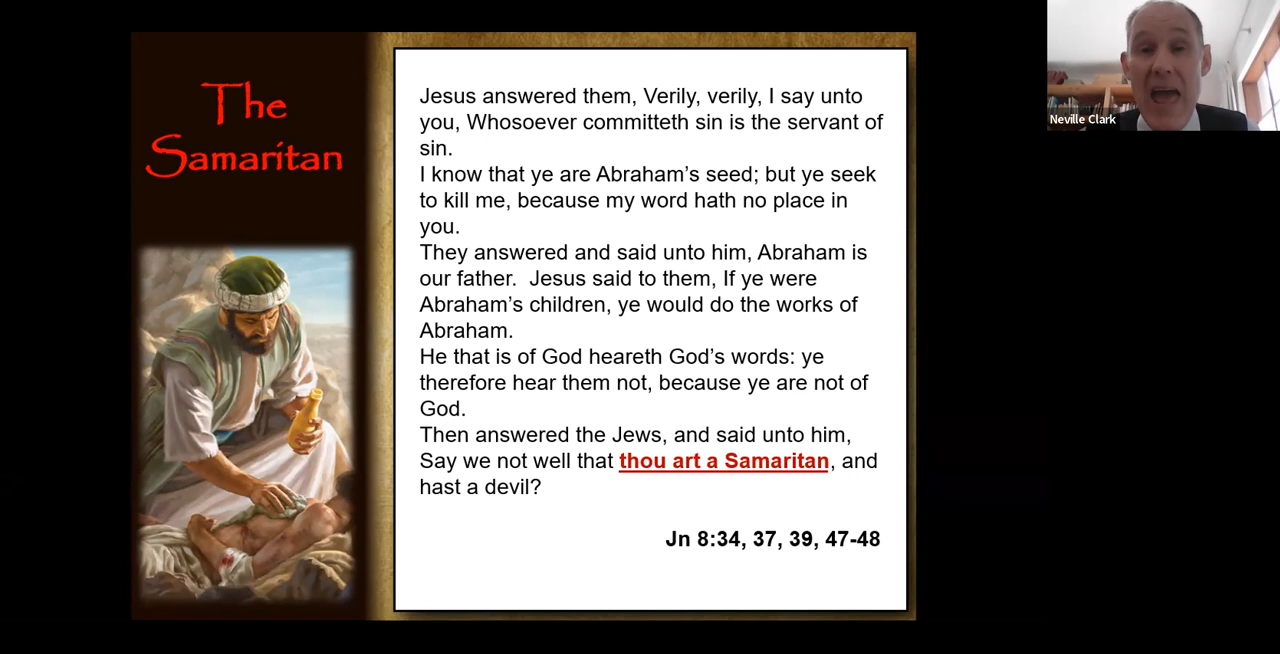 The
Samaritan
Jesus answered them, Verily, verily, I say unto
you, Whosoever committeth sin is the servant of
sin.
I know that ye are Abraham’s seed; but ye seek
to kill me, because my word hath no place in
you.
They answered and said unto him, Abraham is
our father.  Jesus said to them, If ye were
Abraham’s children, ye would do the works of
Abraham.
He that is of God heareth God’s words: ye
therefore hear them not, because ye are not of
God.
Then answered the Jews, and said unto him,
Say we not well that thou art a Samaritan, and
hast a devil?
Jn 8:34, 37, 39, 47-48
Neville Clark